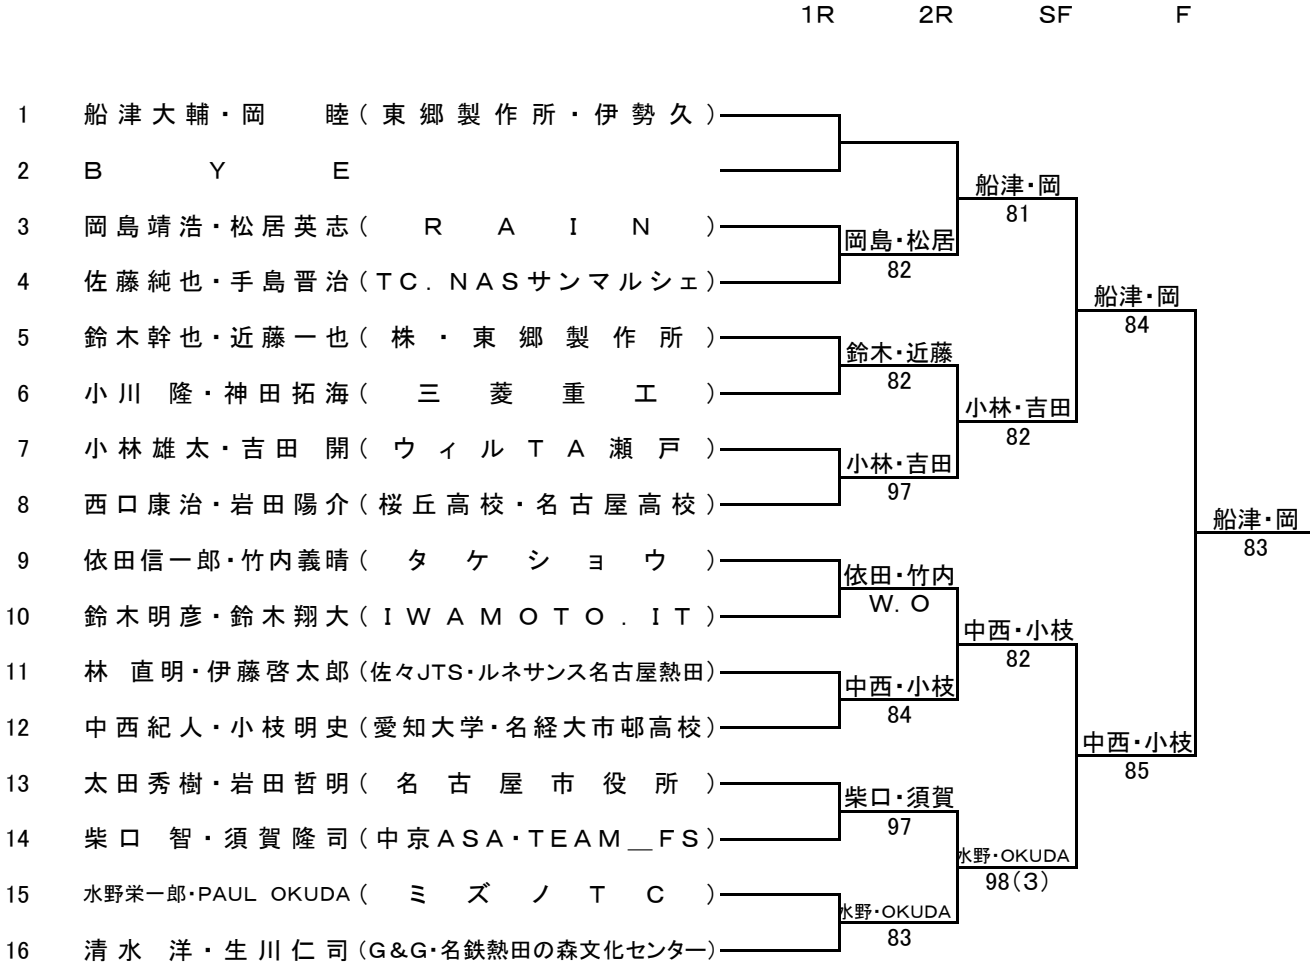 1R 2R SF F
1 船津大輔・岡 睦(東郷製作所・伊勢久)
2 B Y E
船津・岡
81
3 岡島靖浩・松居英志(RAIN)
岡島・松居
82
4 佐藤純也・手島晋治(TC.NASサンマルシェ)
船津・岡
84
5 鈴木幹也・近藤一也(株・東郷製作所)
鈴木・近藤
82
6 小川 隆・神田拓海(三菱重工)
小林・吉田
82
7 小林雄太・吉田 開(ウィルTA瀬戸)
小林・吉田
97
8 西口康治・岩田陽介(桜丘高校・名古屋高校)
船津・岡
83
9 依田信一郎・竹内義晴(タケショウ)
依田・竹内
W.O
10 鈴木明彦・鈴木翔大(IWAMOTO.IT)
中西・小枝
82
11 林 直明・伊藤啓太郎(佐々JTS・ルネサンス名古屋熱田)
中西・小枝
84
12 中西紀人・小枝明史(愛知大学・名経大市邨高校)
中西・小枝
85
13 太田秀樹・岩田哲明(名古屋市役所)
柴口・須賀
97
14 柴口 智・須賀隆司(中京ASA・TEAM_FS)
水野・OKUDA
98(3)
15 水野栄一郎・PAUL OKUDA(ミズノTC)
水野・OKUDA
83
16 清水 洋・生川仁司(G&G・名鉄熱田の森文化センター)